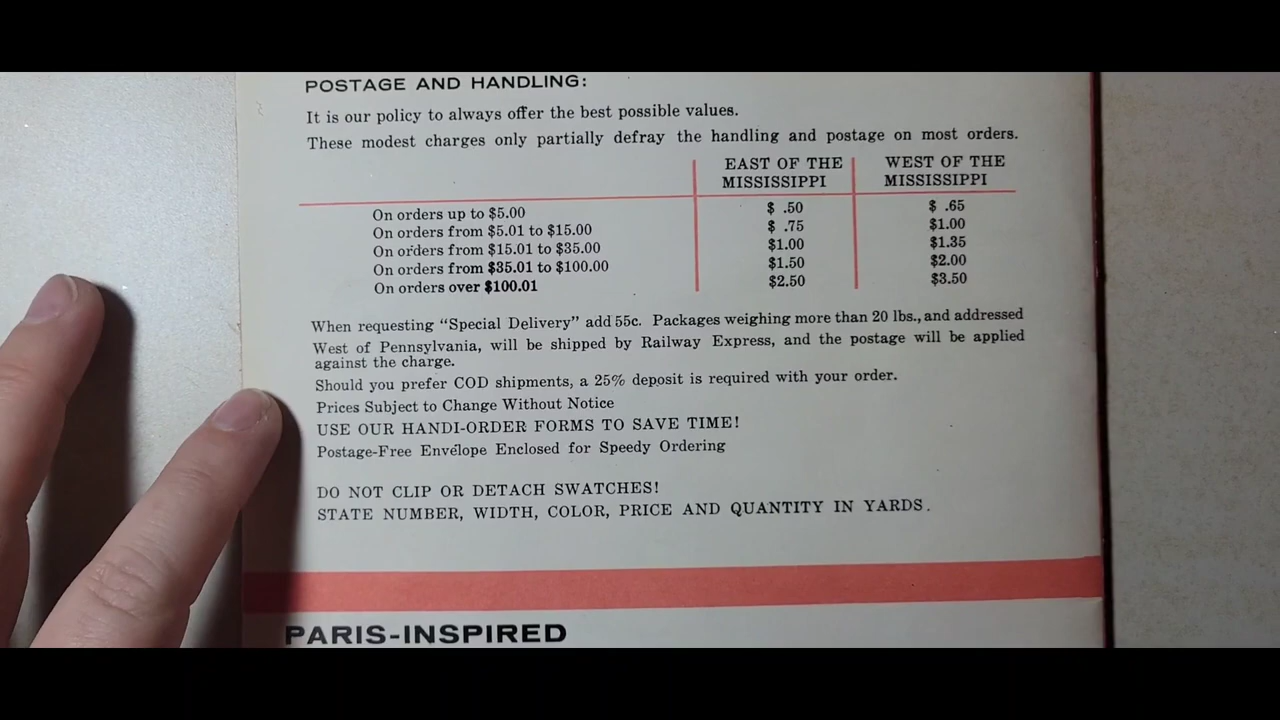 POSTAGE AND HANDLING:
It is our policy to always offer the best possible values.
These modest charges only partially defray the handling and postage on most orders.
EAST OF THE MISSISSIPPI WEST OF THE MISSISSIPPI
On orders up to $5.00 $ .50 $ .65
On orders from $5.01 to $15.00 $ .75 $1.00
On orders from $15.01 to $35.00 $1.00 $1.35
On orders from $35.01 to $100.00 $1.50 $2.00
On orders over $100.01 $2.50 $3.50
When requesting "Special Delivery" add 55c. Packages weighing more than 20 lbs., and addressed
West of Pennsylvania, will be shipped by Railway Express, and the postage will be applied
against the charge.
Should you prefer COD shipments, a 25% deposit is required with your order.
Prices Subject to Change Without Notice
USE OUR HANDI-ORDER FORMS TO SAVE TIME!
Postage-Free Envelope Enclosed for Speedy Ordering
DO NOT CLIP OR DETACH SWATCHES!
STATE NUMBER, WIDTH, COLOR, PRICE AND QUANTITY IN YARDS.
PARIS-INSPIRED